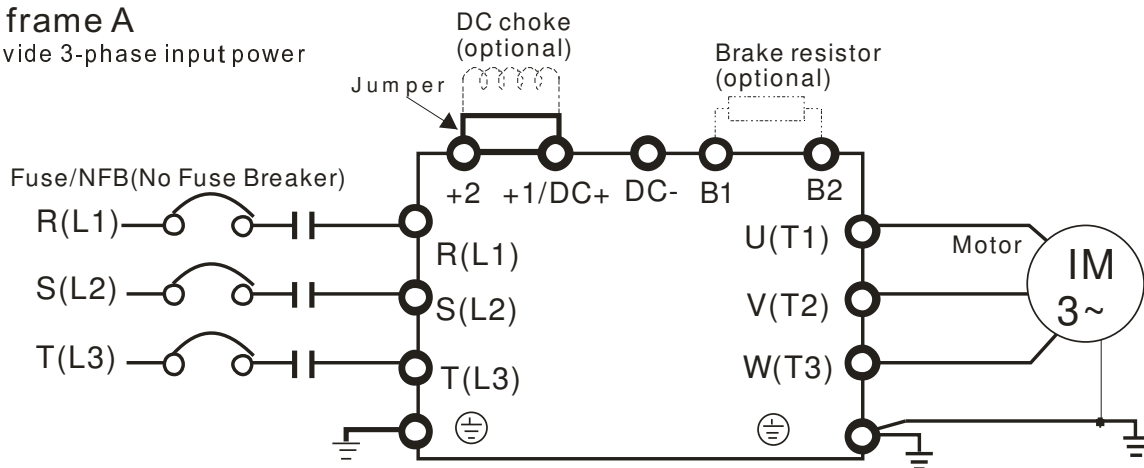 frame A
vide 3-phase input power
DC choke
(optional)
Brake resistor
(optional)
Jumper
Fuse/NFB(No Fuse Breaker)
+2 +1/DC+ DC- B1 B2
R(L1)
R(L1)
U(T1)
Motor
IM
3~
S(L2)
S(L2)
V(T2)
T(L3)
T(L3)
W(T3)